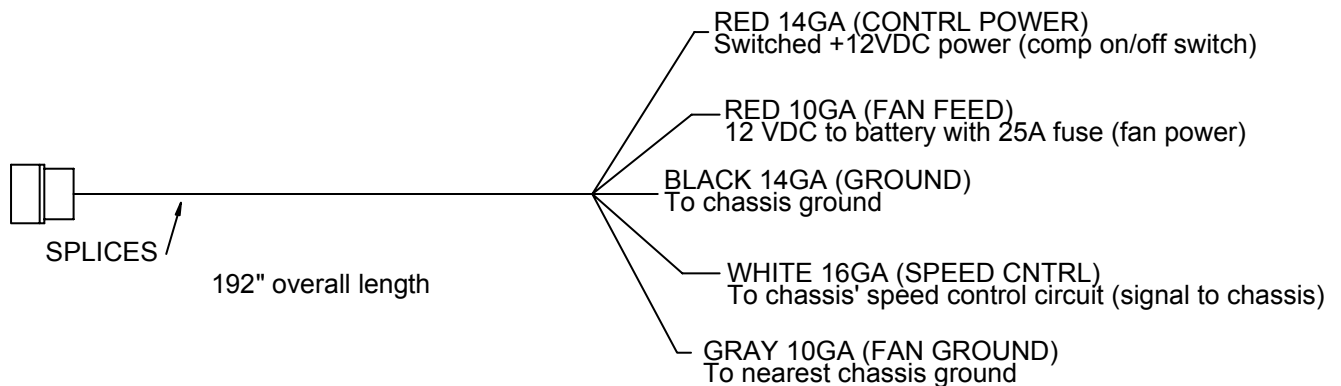 RED 14GA (CONTRL POWER)
Switched +12VDC power (comp on/off switch)
RED 10GA (FAN FEED)
12 VDC to battery with 25A fuse (fan power)
BLACK 14GA (GROUND)
To chassis ground
SPLICES
192" overall length
WHITE 16GA (SPEED CNTRL)
To chassis' speed control circuit (signal to chassis)
GRAY 10GA (FAN GROUND)
To nearest chassis ground